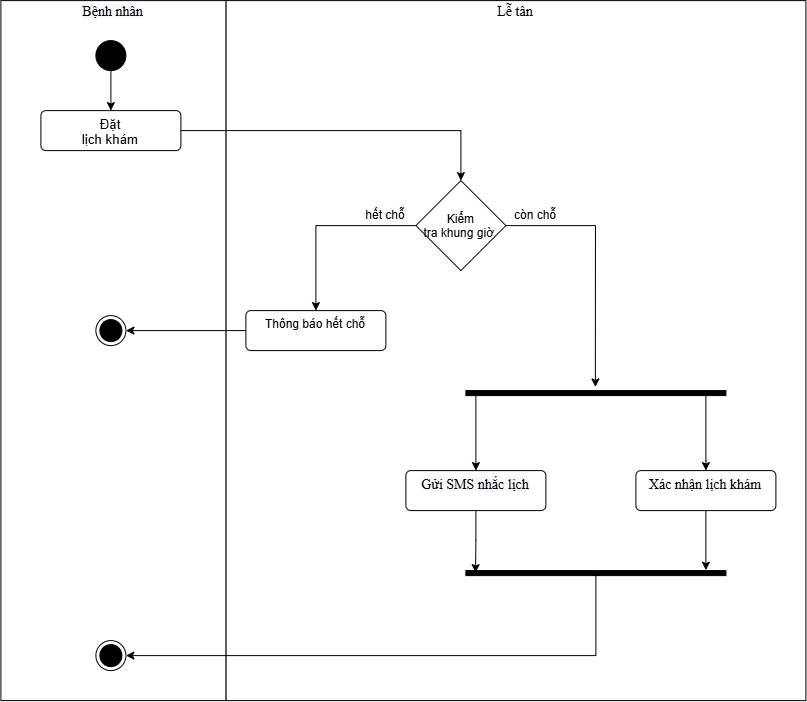 Bệnh nhân
Lễ tân
Đặt
lịch khám
hết chỗ
Kiểm
tra khung giờ
còn chỗ
Thông báo hết chỗ
Gửi SMS nhắc lịch
Xác nhận lịch khám